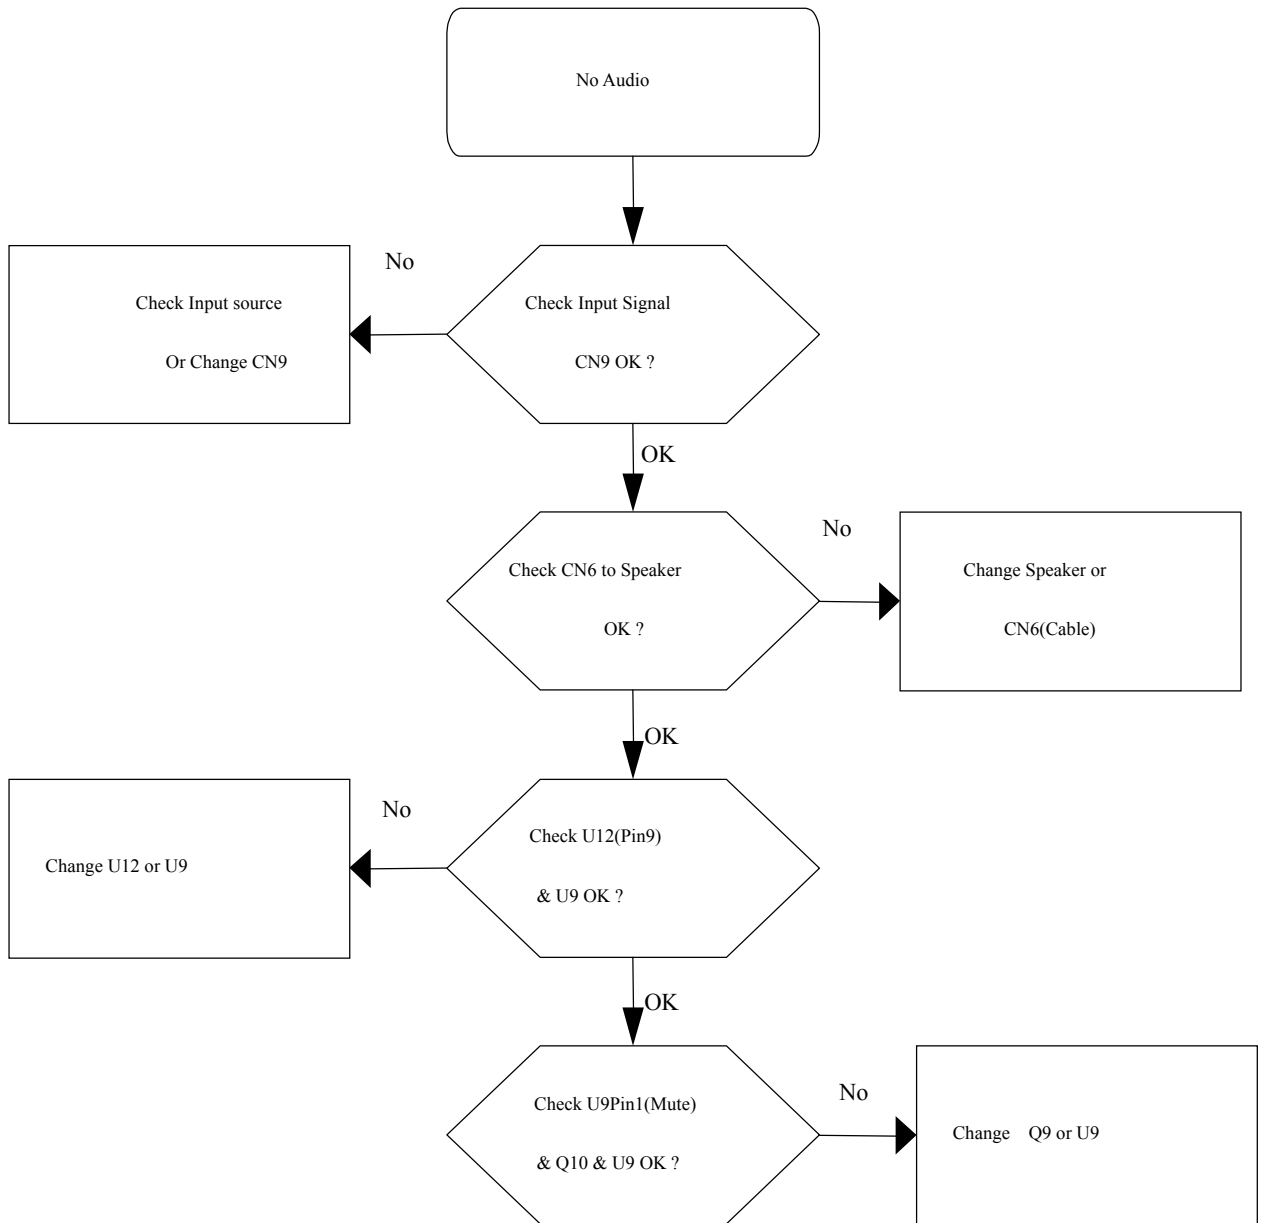 No Audio
No
Check Input source
Or Change CN9
Check Input Signal
CN9 OK ?
OK
No
Check CN6 to Speaker
OK ?
Change Speaker or
CN6(Cable)
OK
No
Change U12 or U9
Check U12(Pin9)
& U9 OK ?
OK
No
Check U9Pin1(Mute)
& Q10 & U9 OK ?
Change Q9 or U9